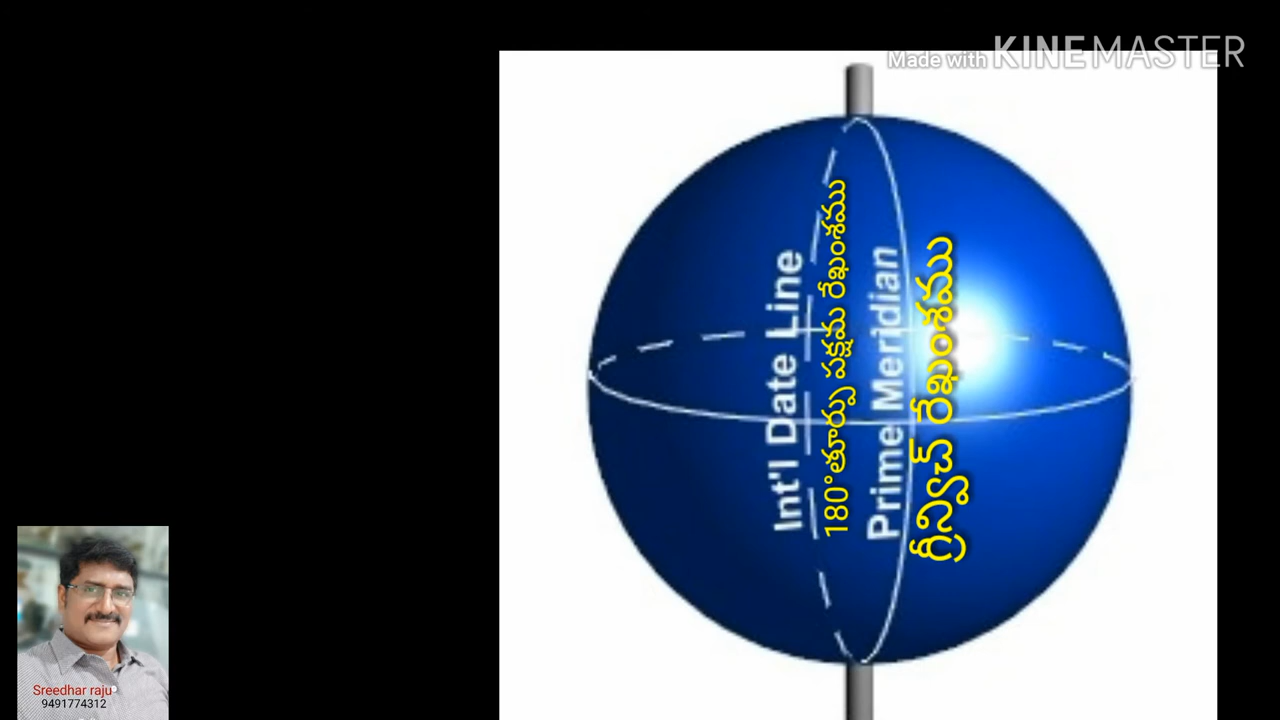 Made with KINEMASTER
Int'l Date Line
180°తూర్పు పశ్చిమ రేఖంశము
Prime Meridian
గ్రీన్విచ్ రేఖంశము
Sreedhar raju
9491774312